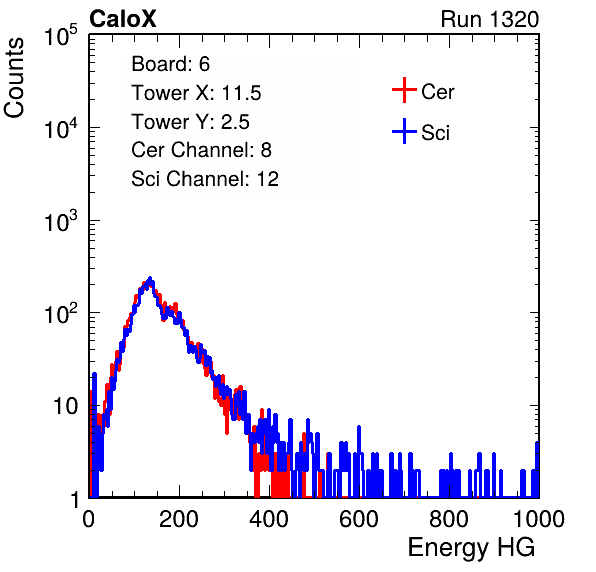 CaloX Run 1320
Counts
10^5
10^4
10^3
10^2
10
1
Board: 6
Tower X: 11.5
Tower Y: 2.5
Cer Channel: 8
Sci Channel: 12
Cer
Sci
0 200 400 600 800 1000
Energy HG